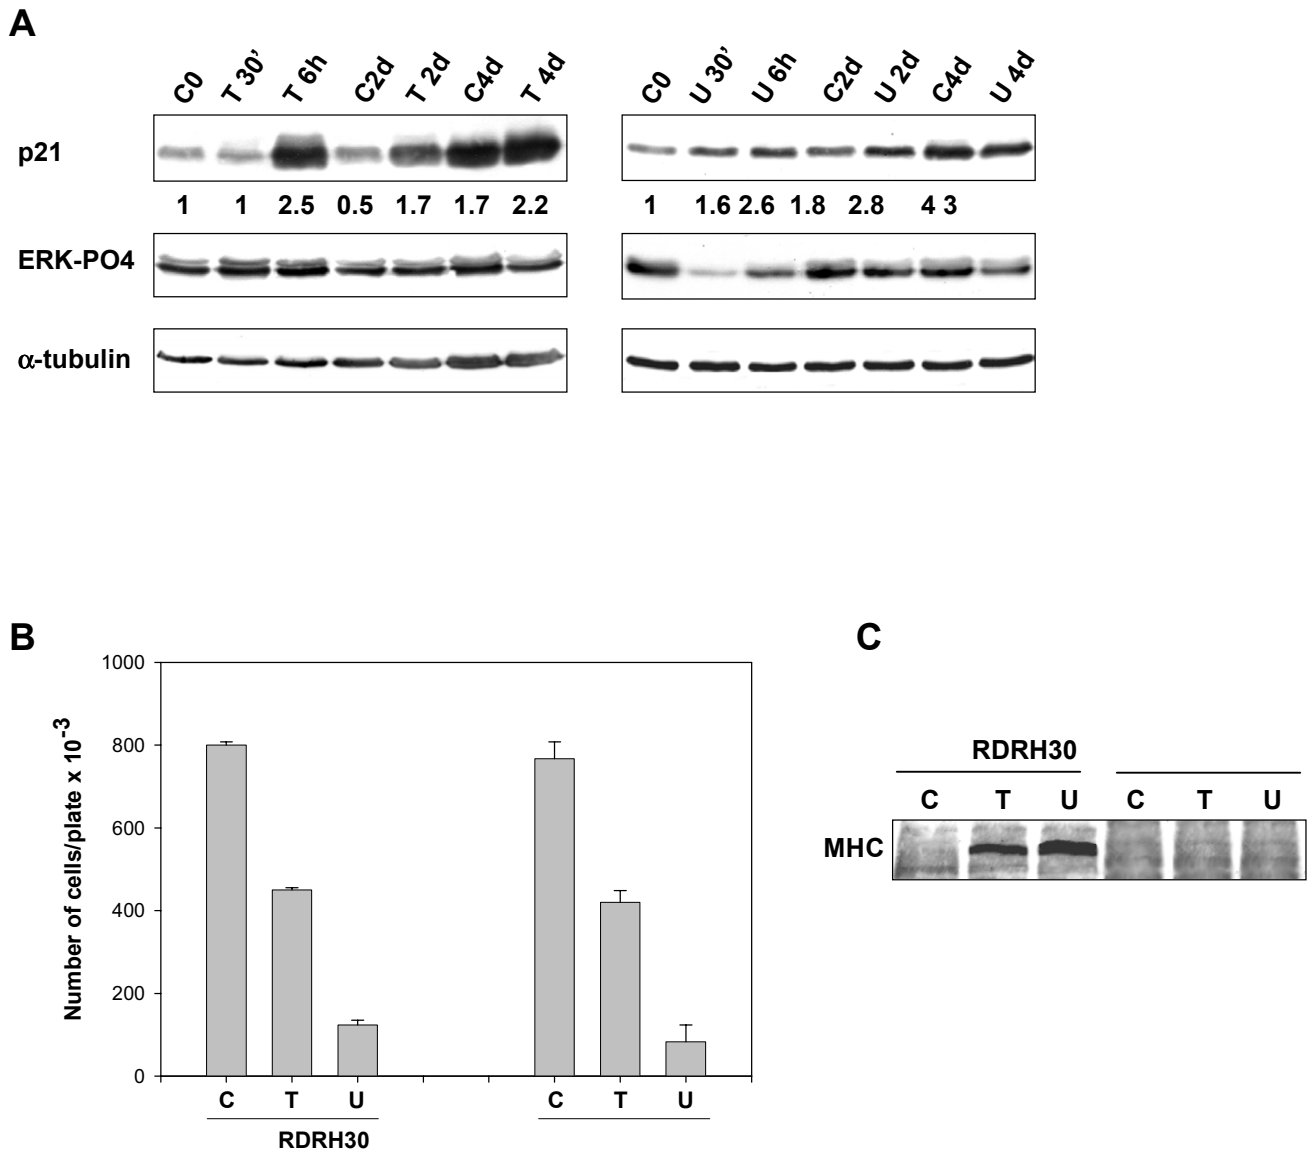 A
C0 T 30’ T 6h C2d T 2d C4d T 4d
C0 U 30’ U 6h C2d U 2d C4d U 4d
p21
1 1 2.5 0.5 1.7 1.7 2.2
1 1.6 2.6 1.8 2.8 4 3
ERK-PO4
α-tubulin
B
Number of cells/plate x 10-3
1000
800
600
400
200
0
C T U C T U
RDRH30
C
RDRH30
C T U C T U
MHC